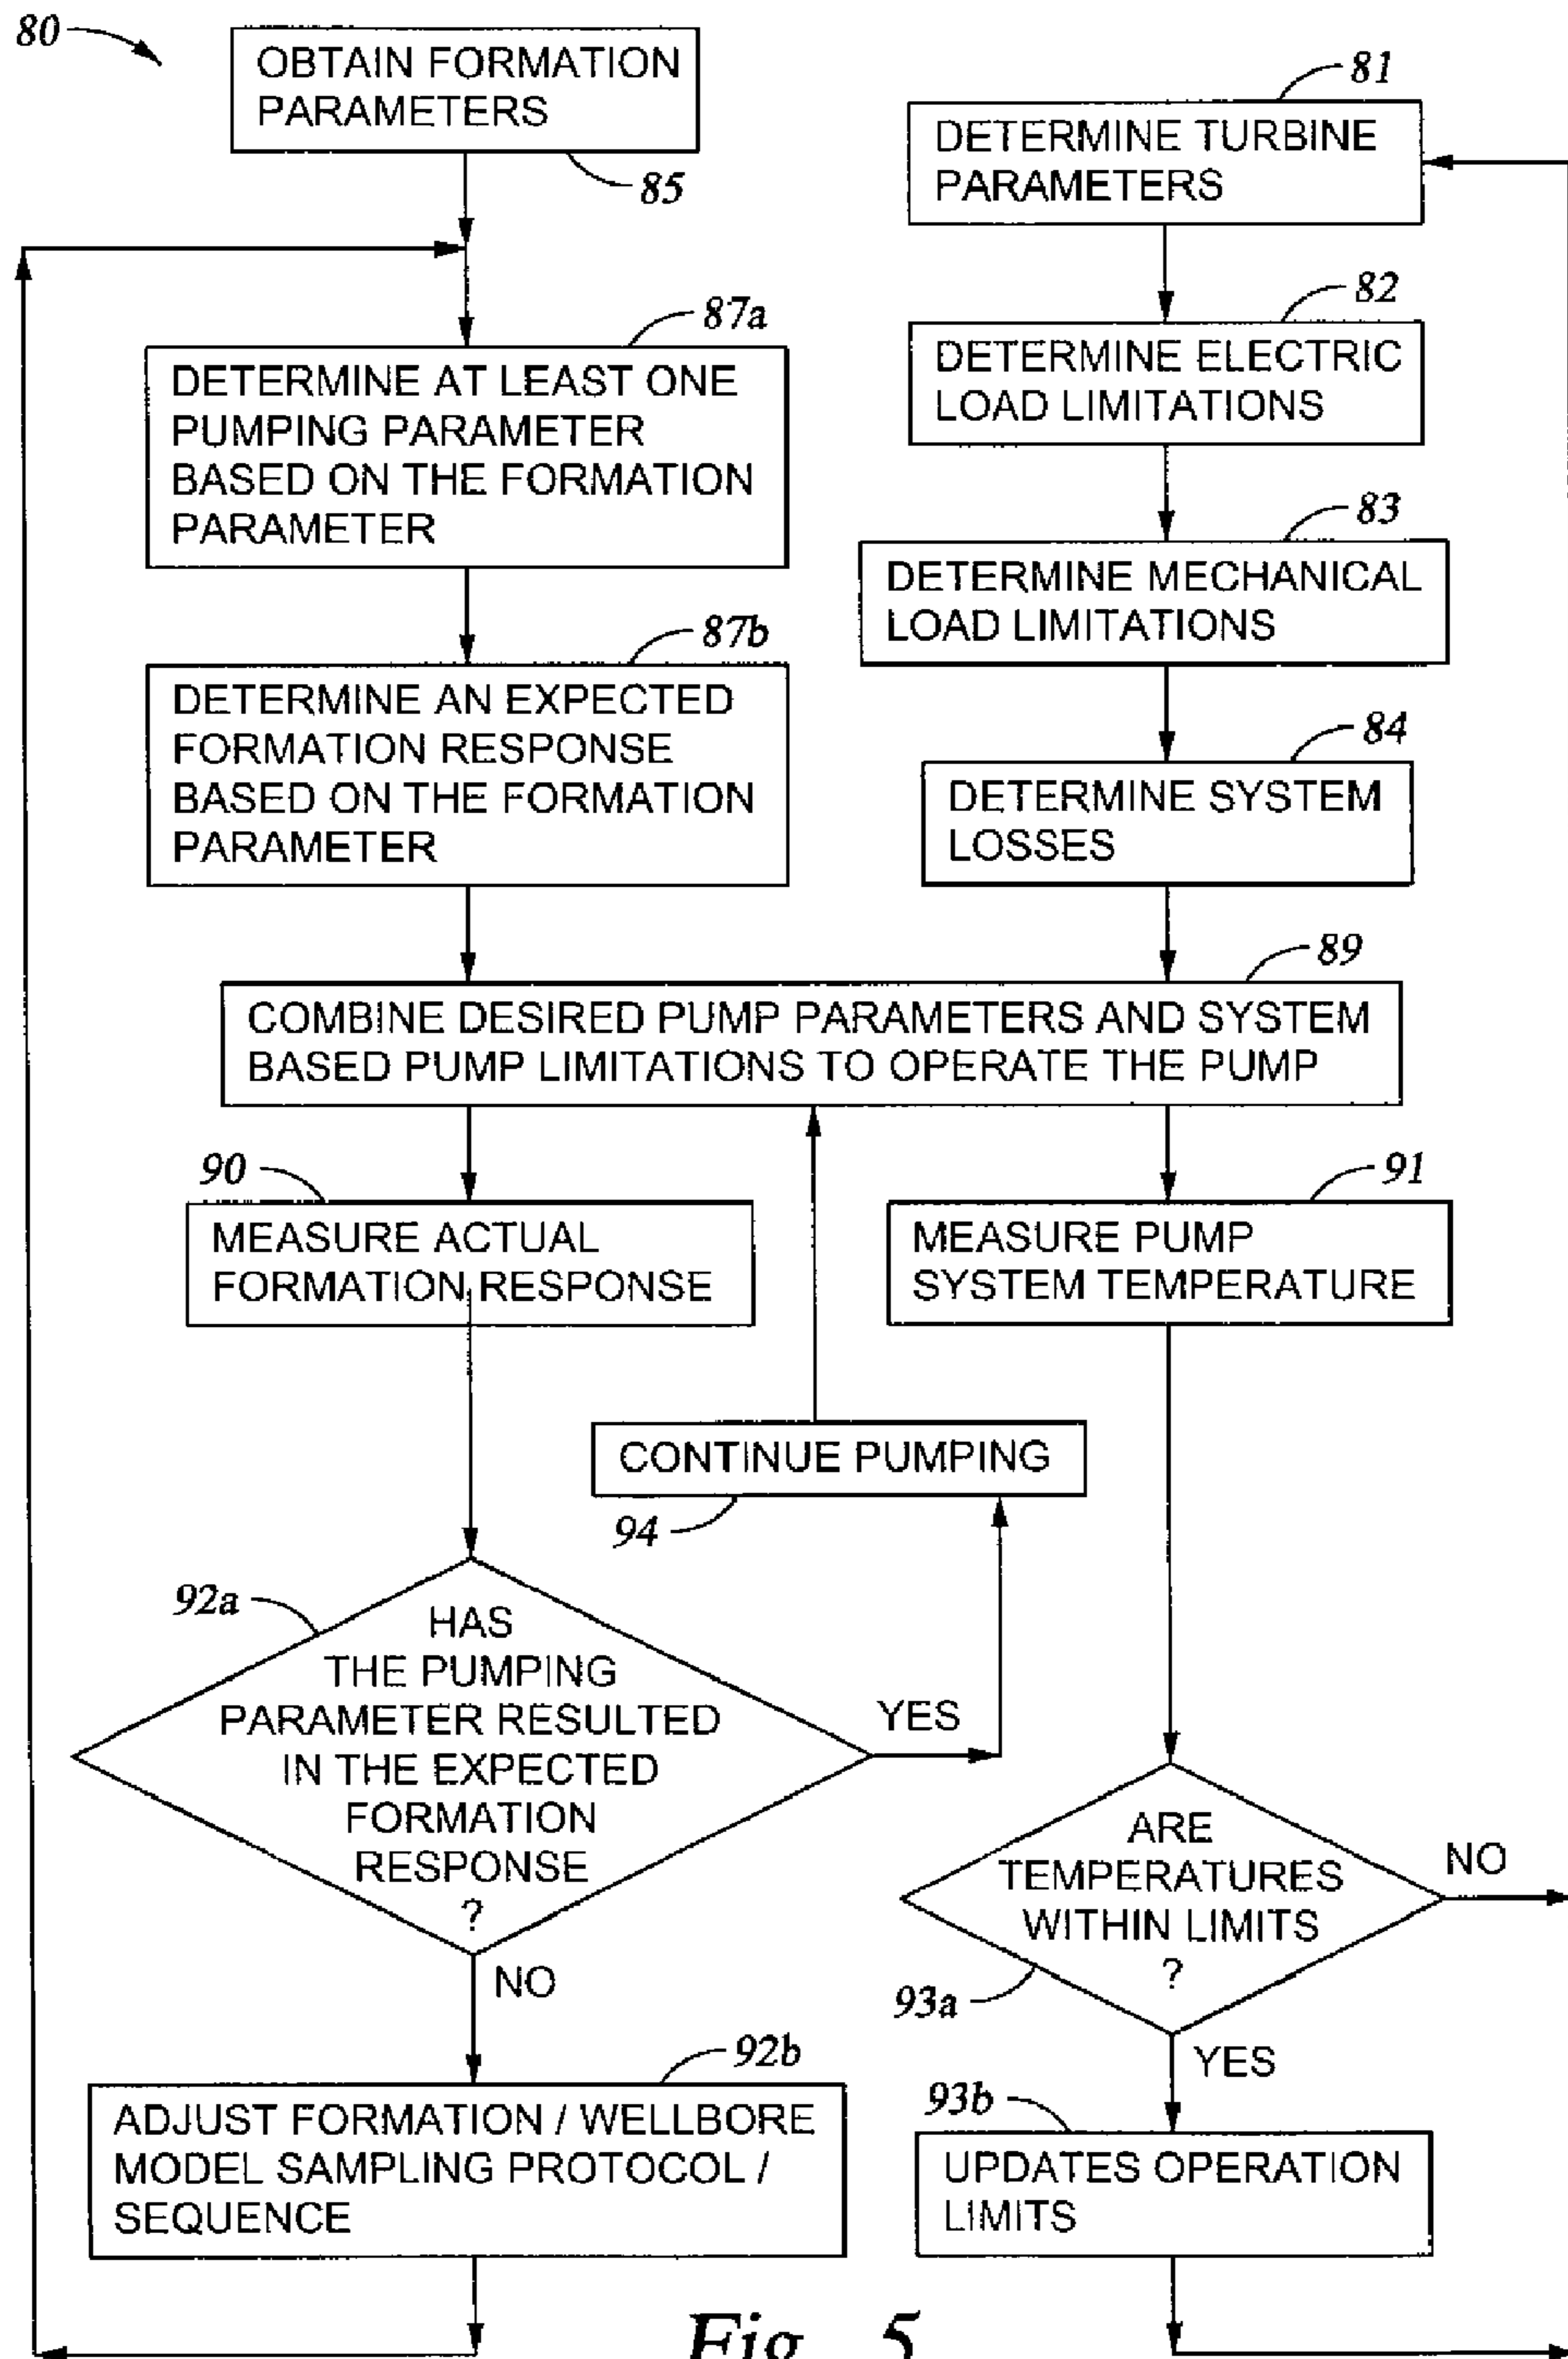 80
OBTAIN FORMATION
PARAMETERS
85
81
DETERMINE TURBINE
PARAMETERS
82
DETERMINE ELECTRIC
LOAD LIMITATIONS
87a
DETERMINE AT LEAST ONE
PUMPING PARAMETER
BASED ON THE FORMATION
PARAMETER
83
DETERMINE MECHANICAL
LOAD LIMITATIONS
87b
DETERMINE AN EXPECTED
FORMATION RESPONSE
BASED ON THE FORMATION
PARAMETER
84
DETERMINE SYSTEM
LOSSES
89
COMBINE DESIRED PUMP PARAMETERS AND SYSTEM
BASED PUMP LIMITATIONS TO OPERATE THE PUMP
90
MEASURE ACTUAL
FORMATION RESPONSE
91
MEASURE PUMP
SYSTEM TEMPERATURE
CONTINUE PUMPING
94
92a
HAS
THE PUMPING
PARAMETER RESULTED
IN THE EXPECTED
FORMATION
RESPONSE
?
YES
NO
ARE
TEMPERATURES
WITHIN LIMITS
?
NO
93a
YES
92b
ADJUST FORMATION / WELLBORE
MODEL SAMPLING PROTOCOL /
SEQUENCE
93b
UPDATES OPERATION
LIMITS
Fig. 5